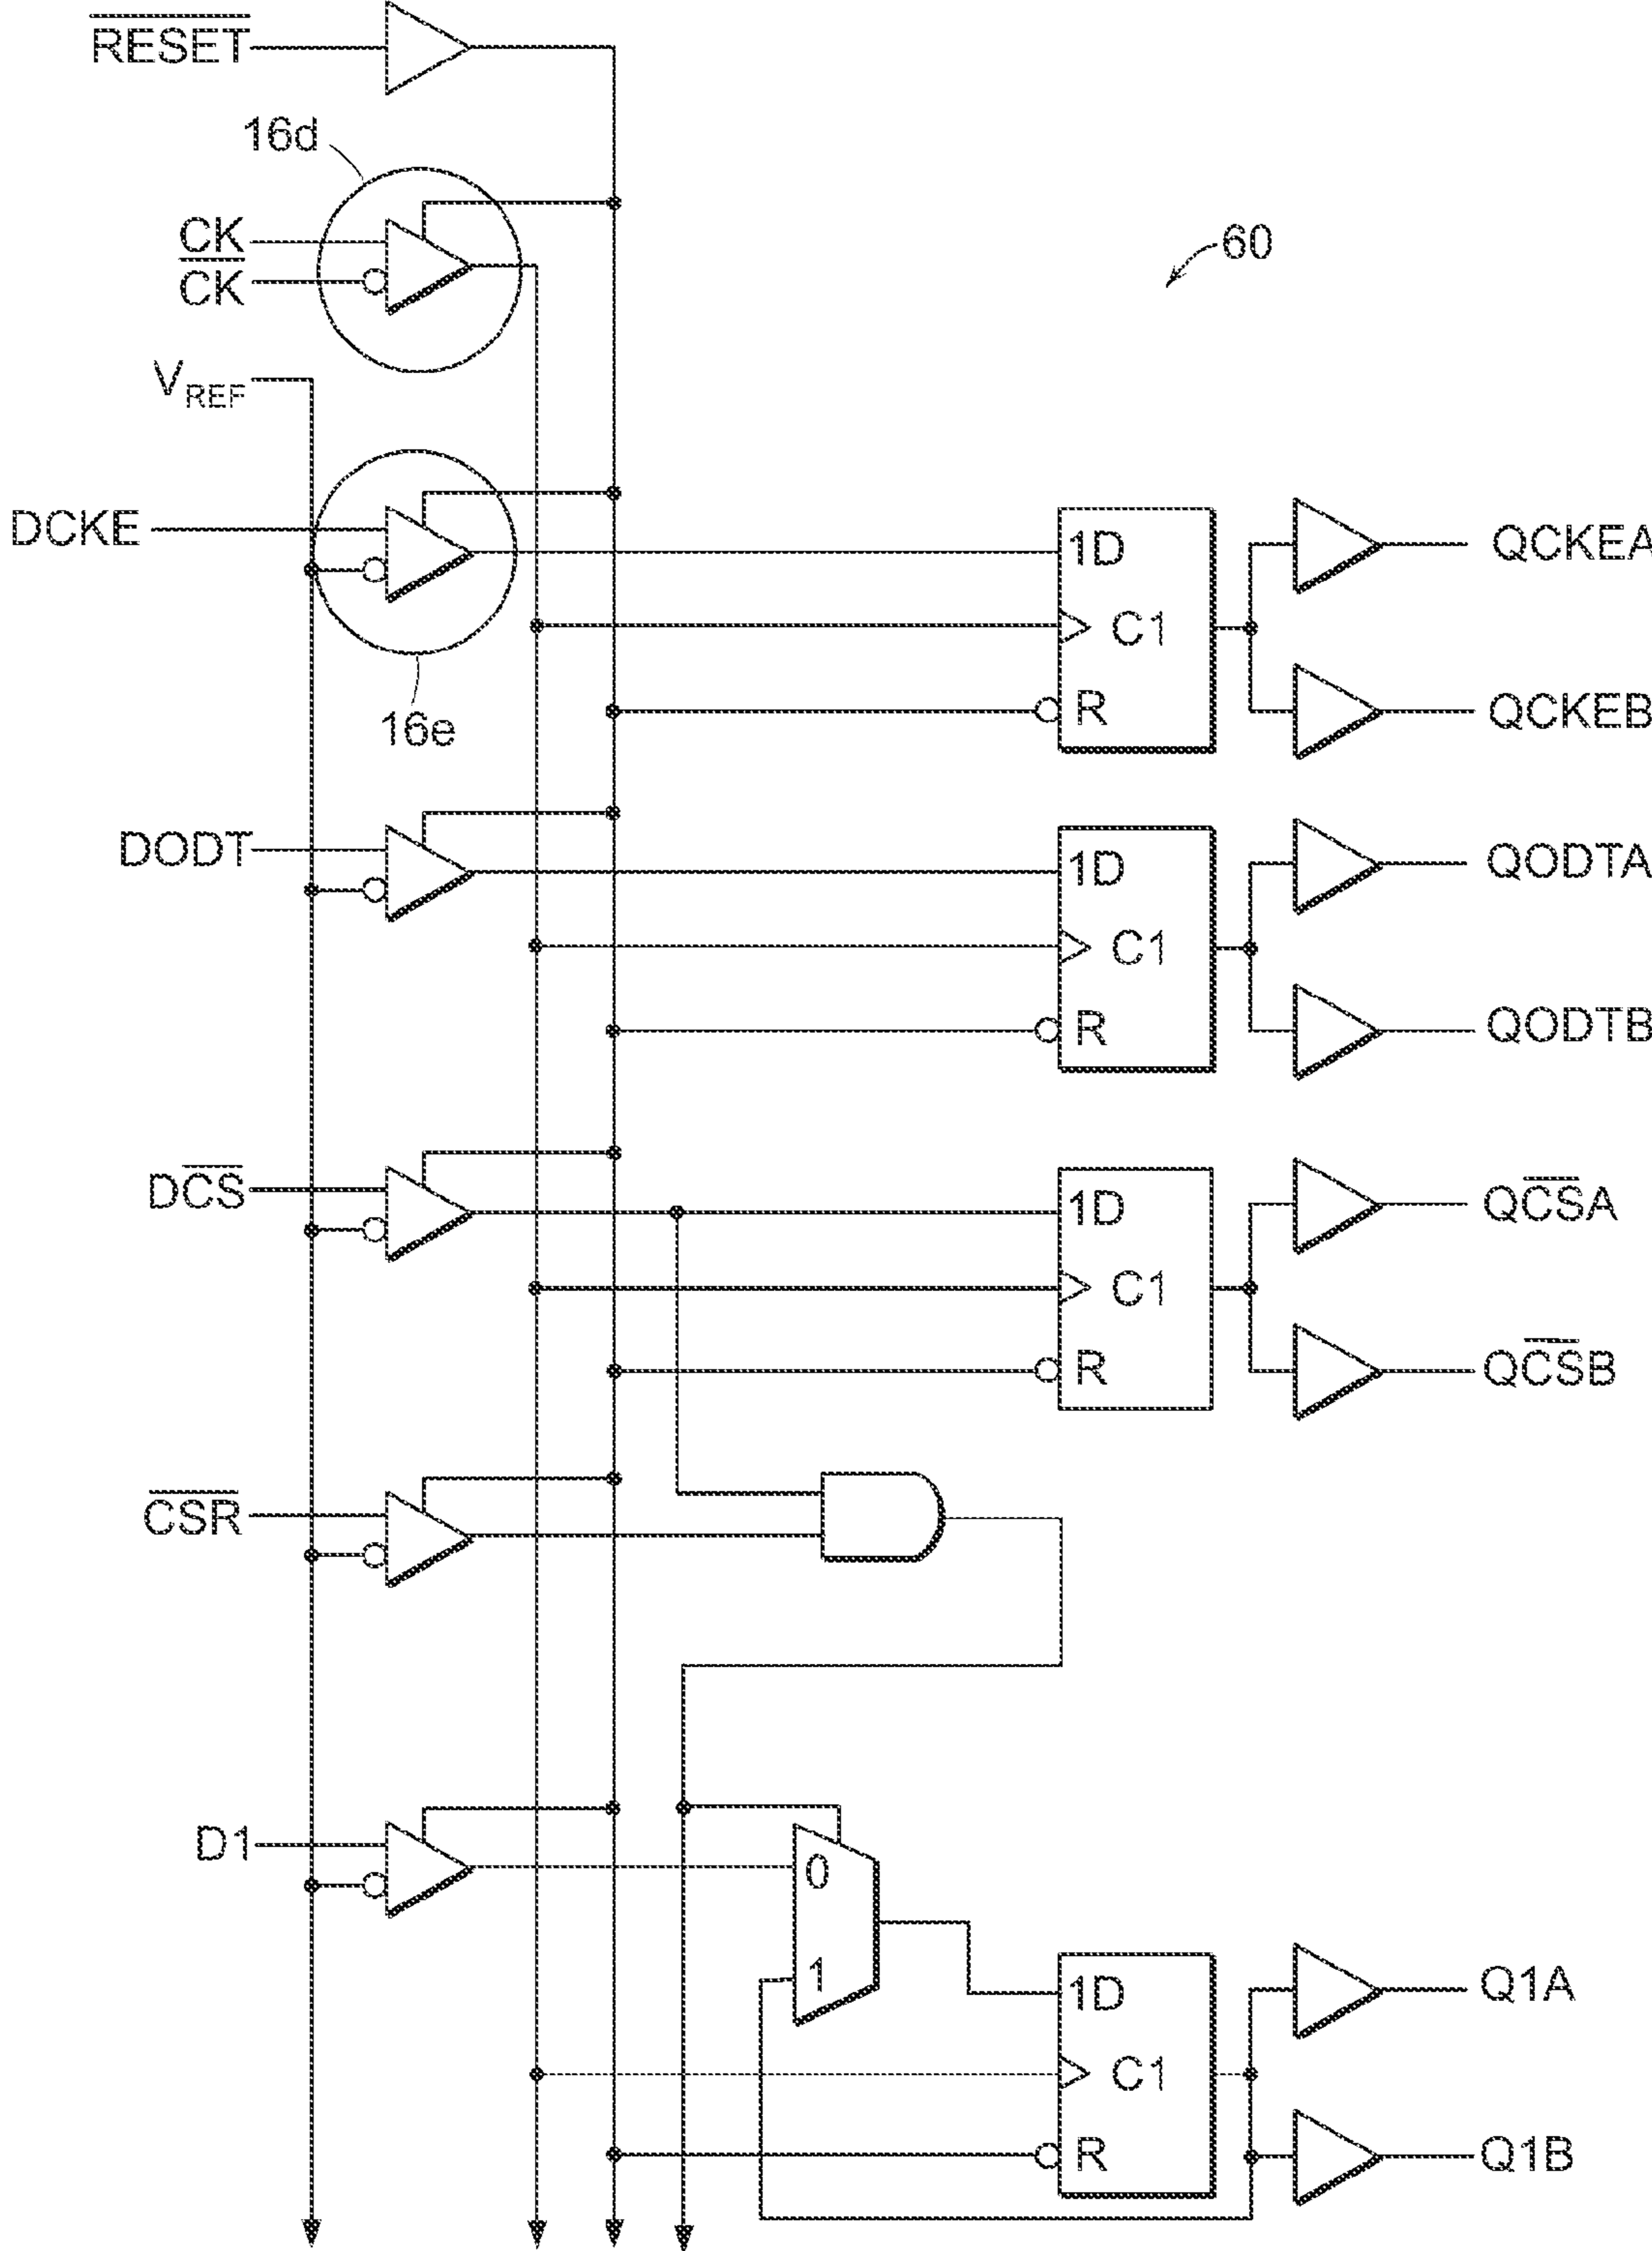 RESET
16d
CK
60
CK
VREF
DCKE
1D
QCKEA
C1
16e
R
QCKEB
DODT
1D
QODTA
C1
R
QODTB
DCS
1D
QCSA
C1
R
QCSB
CSR
D1
0
1
1D
Q1A
C1
R
Q1B